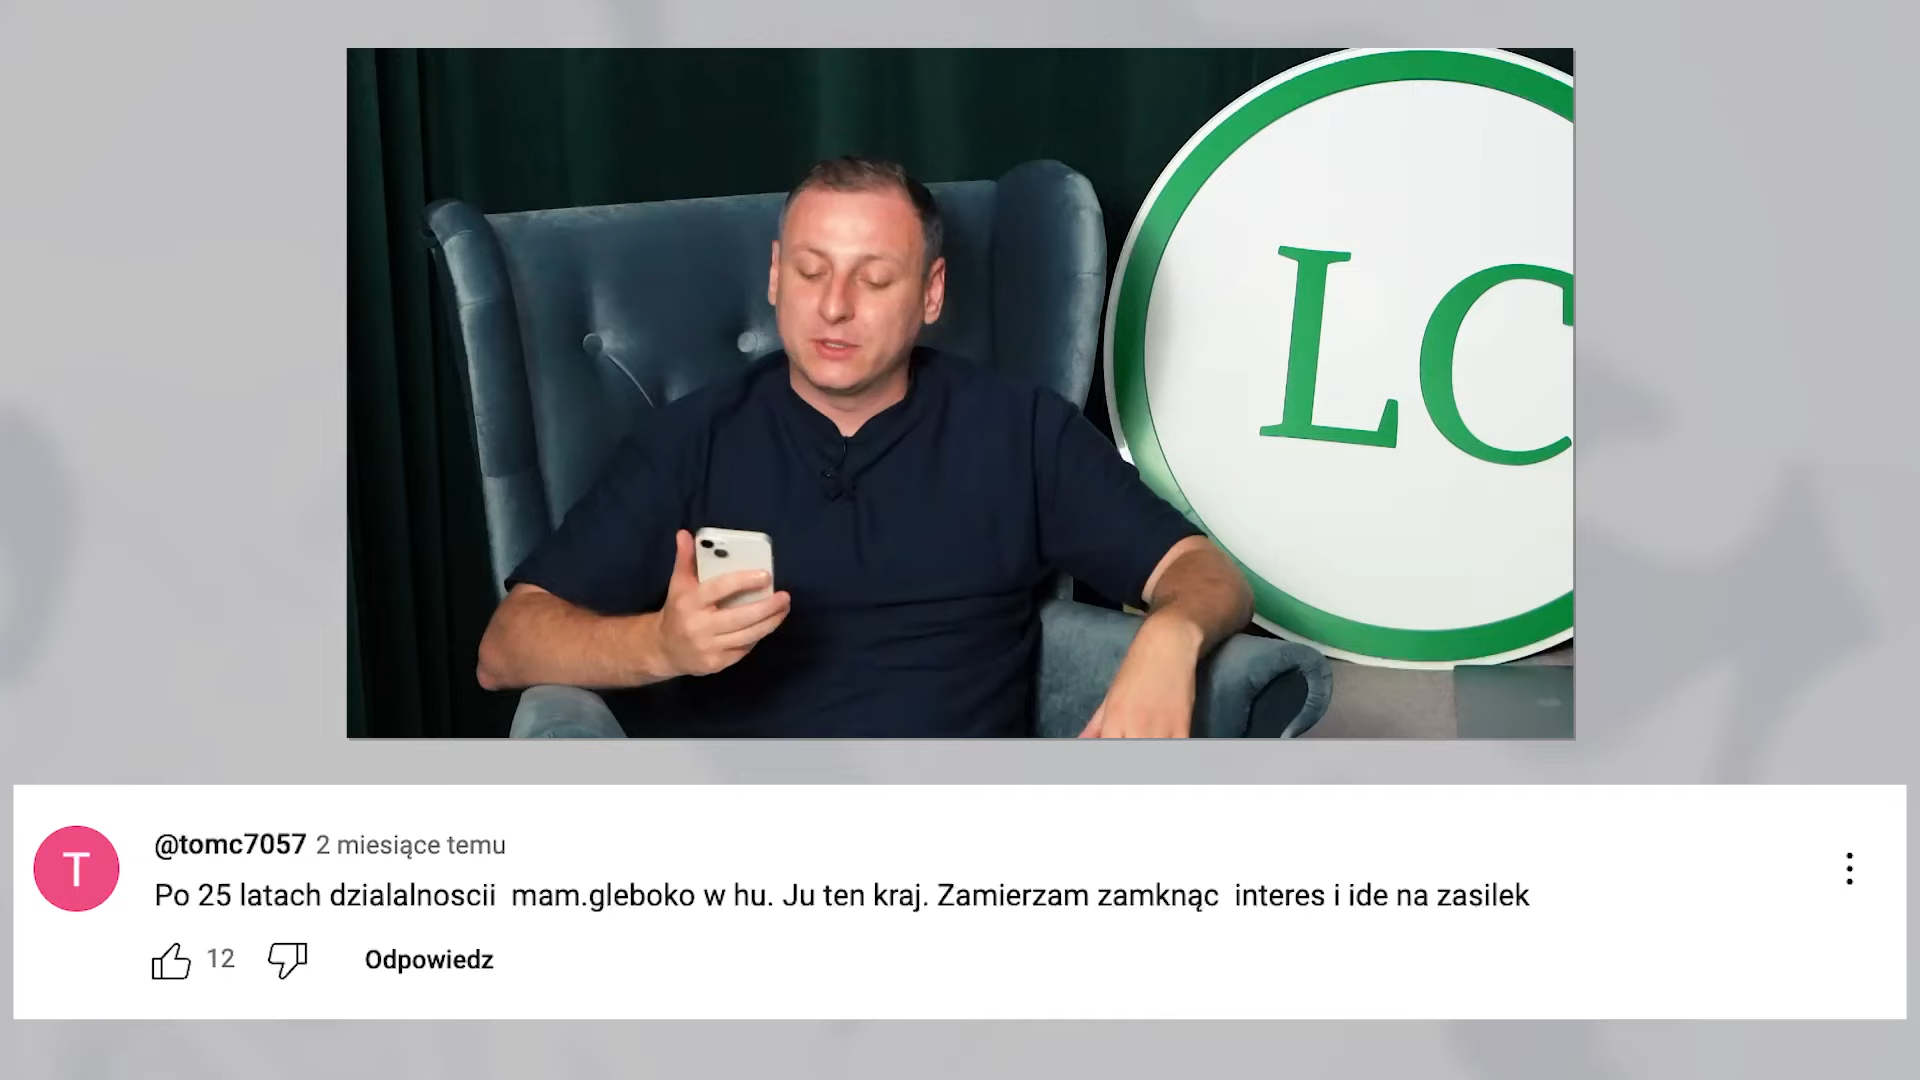 LC
@tomc7057 2 miesiące temu
Po 25 latach dzialalnoscii  mam.gleboko w hu. Ju ten kraj. Zamierzam zamknąc  interes i ide na zasilek
12 Odpowiedz
T